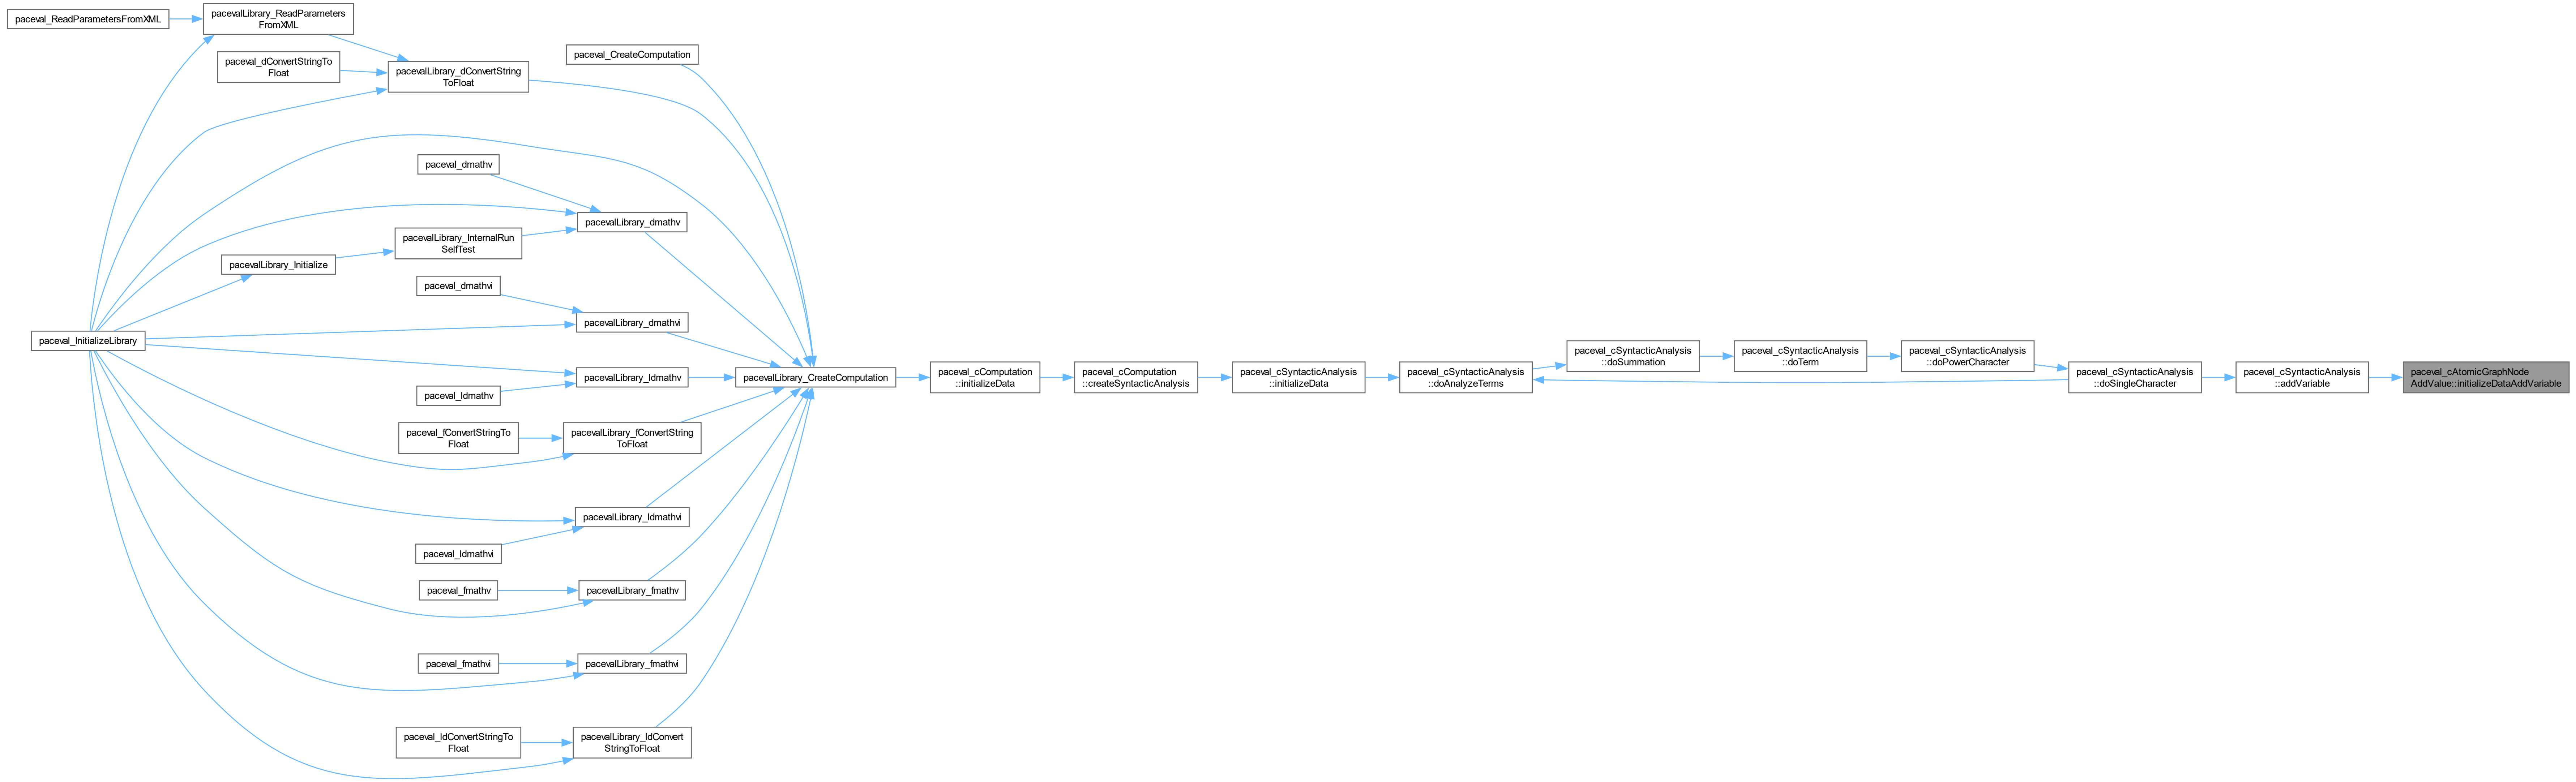 paceval_ReadParametersFromXML
pacevalLibrary_ReadParameters
FromXML
paceval_dConvertStringTo
Float
pacevalLibrary_dConvertString
ToFloat
paceval_CreateComputation
paceval_dmathv
pacevalLibrary_dmathv
pacevalLibrary_InternalRun
SelfTest
pacevalLibrary_Initialize
paceval_dmathvi
pacevalLibrary_dmathvi
paceval_InitializeLibrary
pacevalLibrary_ldmathv
paceval_ldmathv
pacevalLibrary_CreateComputation
paceval_cComputation
::initializeData
paceval_cComputation
::createSyntacticAnalysis
paceval_cSyntacticAnalysis
::initializeData
paceval_cSyntacticAnalysis
::doAnalyzeTerms
paceval_cSyntacticAnalysis
::doSummation
paceval_cSyntacticAnalysis
::doTerm
paceval_cSyntacticAnalysis
::doPowerCharacter
paceval_cSyntacticAnalysis
::doSingleCharacter
paceval_cSyntacticAnalysis
::addVariable
paceval_cAtomicGraphNode
AddValue::initializeDataAddVariable
paceval_fConvertStringTo
Float
pacevalLibrary_fConvertString
ToFloat
pacevalLibrary_ldmathvi
paceval_ldmathvi
paceval_fmathv
pacevalLibrary_fmathv
paceval_fmathvi
pacevalLibrary_fmathvi
paceval_ldConvertStringTo
Float
pacevalLibrary_ldConvert
StringToFloat